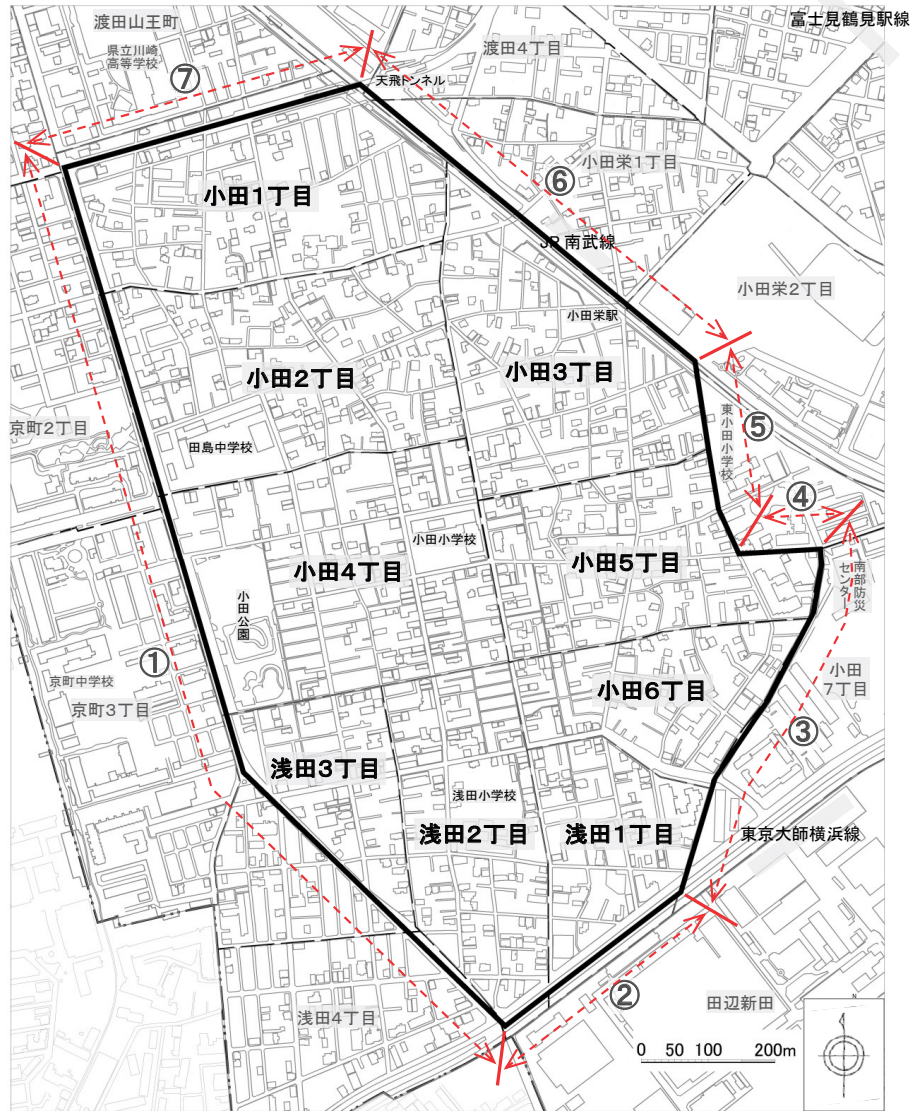 富士見鶴見駅線
渡田山王町
県立川崎
高等学校
⑦
渡田4丁目
天飛トンネル
小田栄1丁目
⑥
小田1丁目
JR 南武線
小田栄2丁目
小田栄駅
小田2丁目
小田3丁目
京町2丁目
田島中学校
東小田小学校
⑤
④
小田小学校
小田4丁目
小田5丁目
南部防災
センター
小田公園
①
京町中学校
京町3丁目
小田6丁目
小田
7丁目
③
浅田3丁目
浅田小学校
浅田2丁目
浅田1丁目
東京大師横浜線
②
浅田4丁目
田辺新田
N
0 50 100 200m